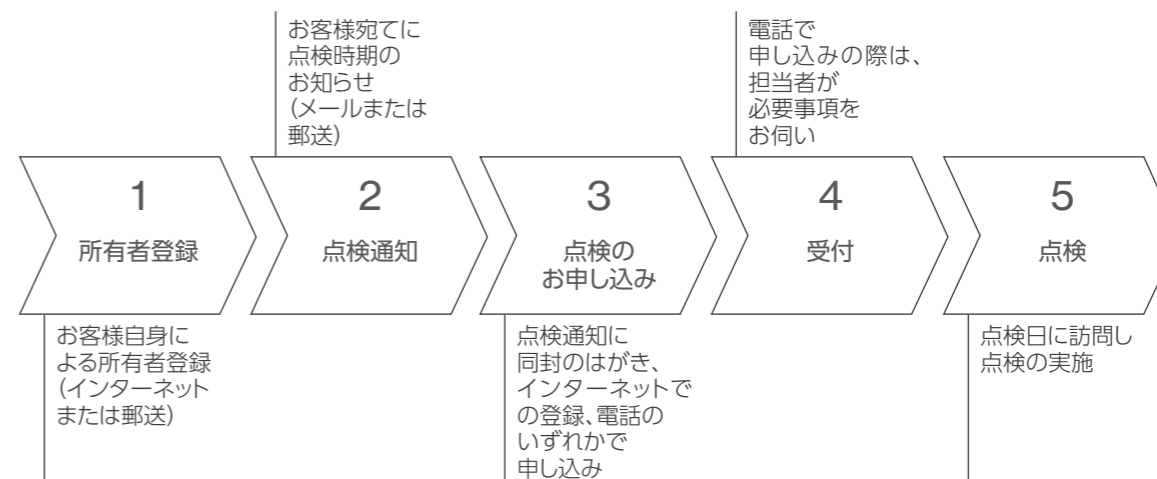 お客様宛てに
点検時期の
お知らせ
(メールまたは
郵送)
電話で
申し込みの際は、
担当者が
必要事項を
お伺い
1
所有者登録
2
点検通知
3
点検の
お申し込み
4
受付
5
点検
お客様自身に
よる所有者登録
(インターネット
または郵送)
点検通知に
同封のはがき、
インターネットで
の登録、電話の
いずれかで
申し込み
点検日に訪問し
点検の実施